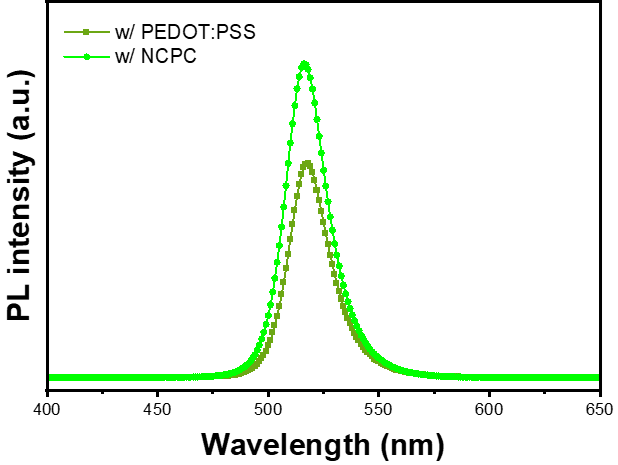 w/ PEDOT:PSS
w/ NCPC
PL intensity (a.u.)
400 450 500 550 600 650
Wavelength (nm)